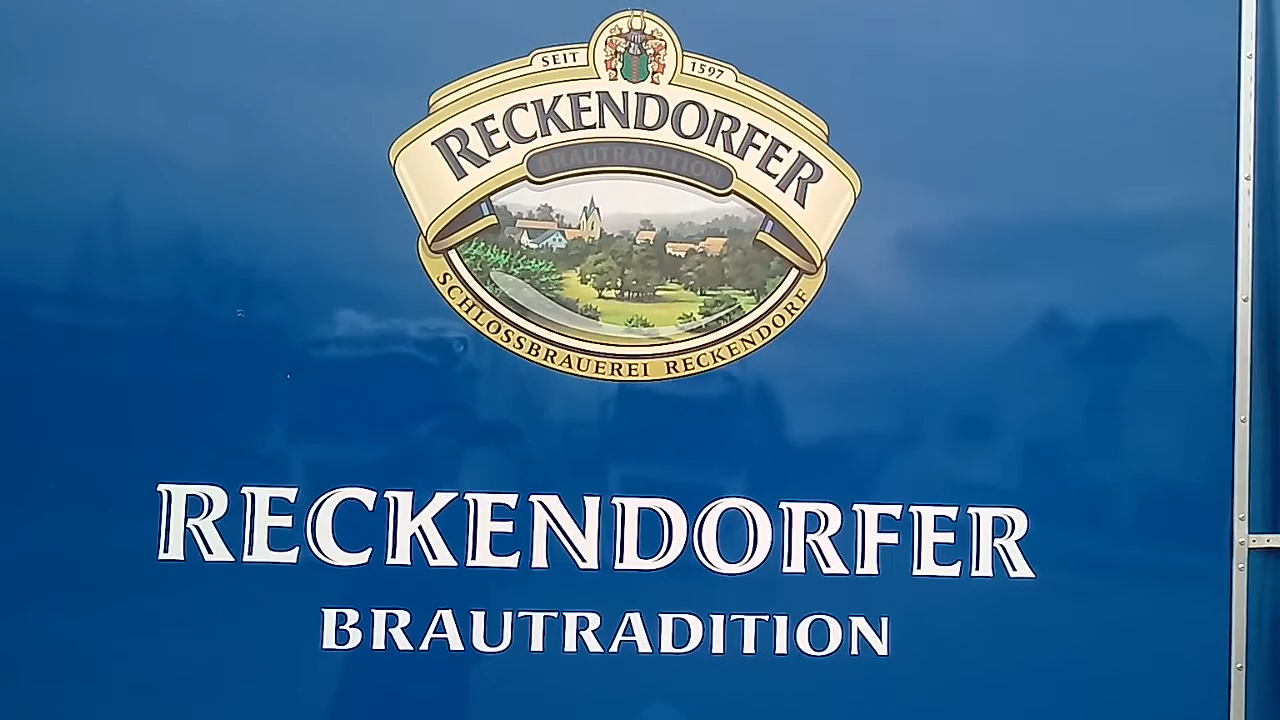 SEIT 1597
RECKENDORFER
BRAUTRADITION
SCHLOSSBRAUEREI RECKENDORF
RECKENDORFER
BRAUTRADITION